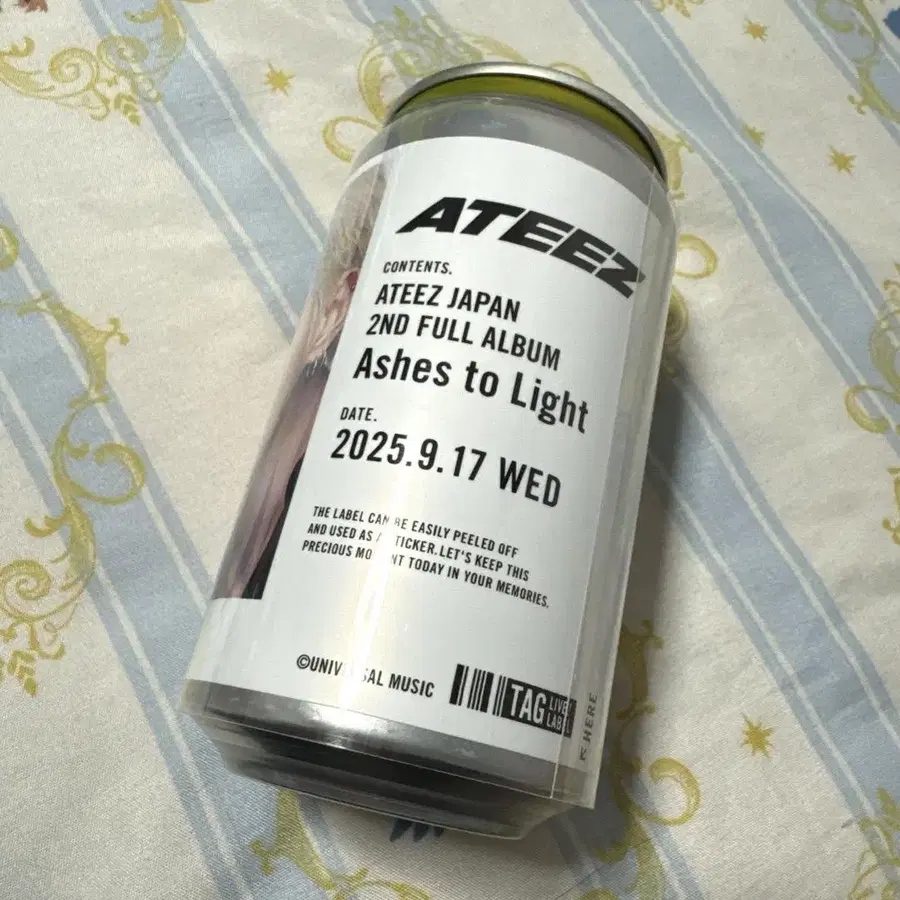 ATEEZ
CONTENTS.
ATEEZ JAPAN
2ND FULL ALBUM
Ashes to Light
DATE.
2025.9.17 WED
THE LABEL CAN BE EASILY PEELED OFF
AND USED AS STICKER. LET'S KEEP THIS
PRECIOUS MOMENT TODAY IN YOUR MEMORIES.
©UNIVERSAL MUSIC
TAG LIVE
LABEL
HERE